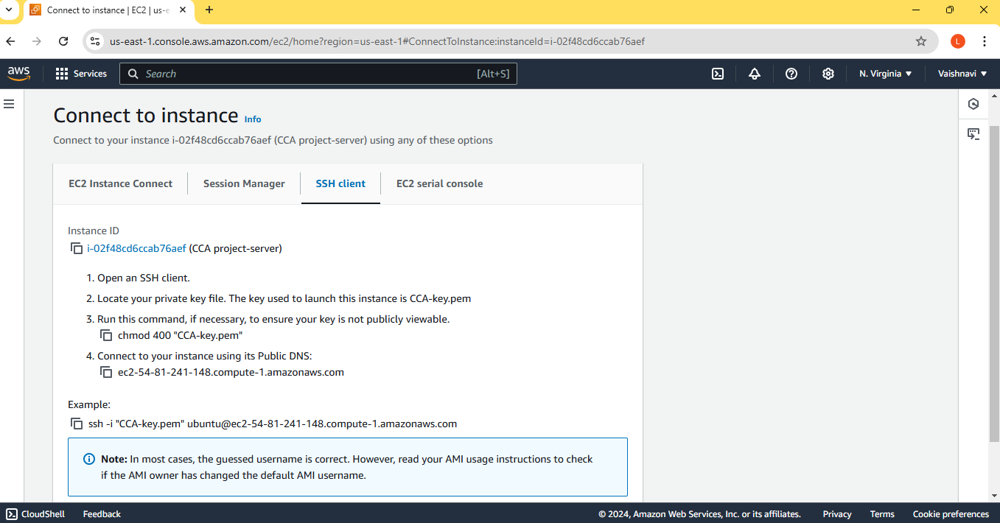 Connect to instance | EC2 | us-e
us-east-1.console.aws.amazon.com/ec2/home?region=us-east-1#ConnectToInstance:instanceId=i-02f48cd6ccab76aef
L
aws
Services
Search
[Alt+S]
N. Virginia
Vaishnavi
Connect to instance Info
Connect to your instance i-02f48cd6ccab76aef (CCA project-server) using any of these options
EC2 Instance Connect
Session Manager
SSH client
EC2 serial console
Instance ID
i-02f48cd6ccab76aef (CCA project-server)
1. Open an SSH client.
2. Locate your private key file. The key used to launch this instance is CCA-key.pem
3. Run this command, if necessary, to ensure your key is not publicly viewable.
chmod 400 "CCA-key.pem"
4. Connect to your instance using its Public DNS:
ec2-54-81-241-148.compute-1.amazonaws.com
Example:
ssh -i "CCA-key.pem" ubuntu@ec2-54-81-241-148.compute-1.amazonaws.com
Note: In most cases, the guessed username is correct. However, read your AMI usage instructions to check
if the AMI owner has changed the default AMI username.
CloudShell
Feedback
© 2024, Amazon Web Services, Inc. or its affiliates.
Privacy
Terms
Cookie preferences